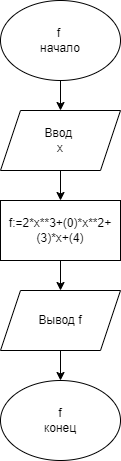 f
начало
Ввод
x
f:=2*x**3+(0)*x**2+
(3)*x+(4)
Вывод f
f
конец